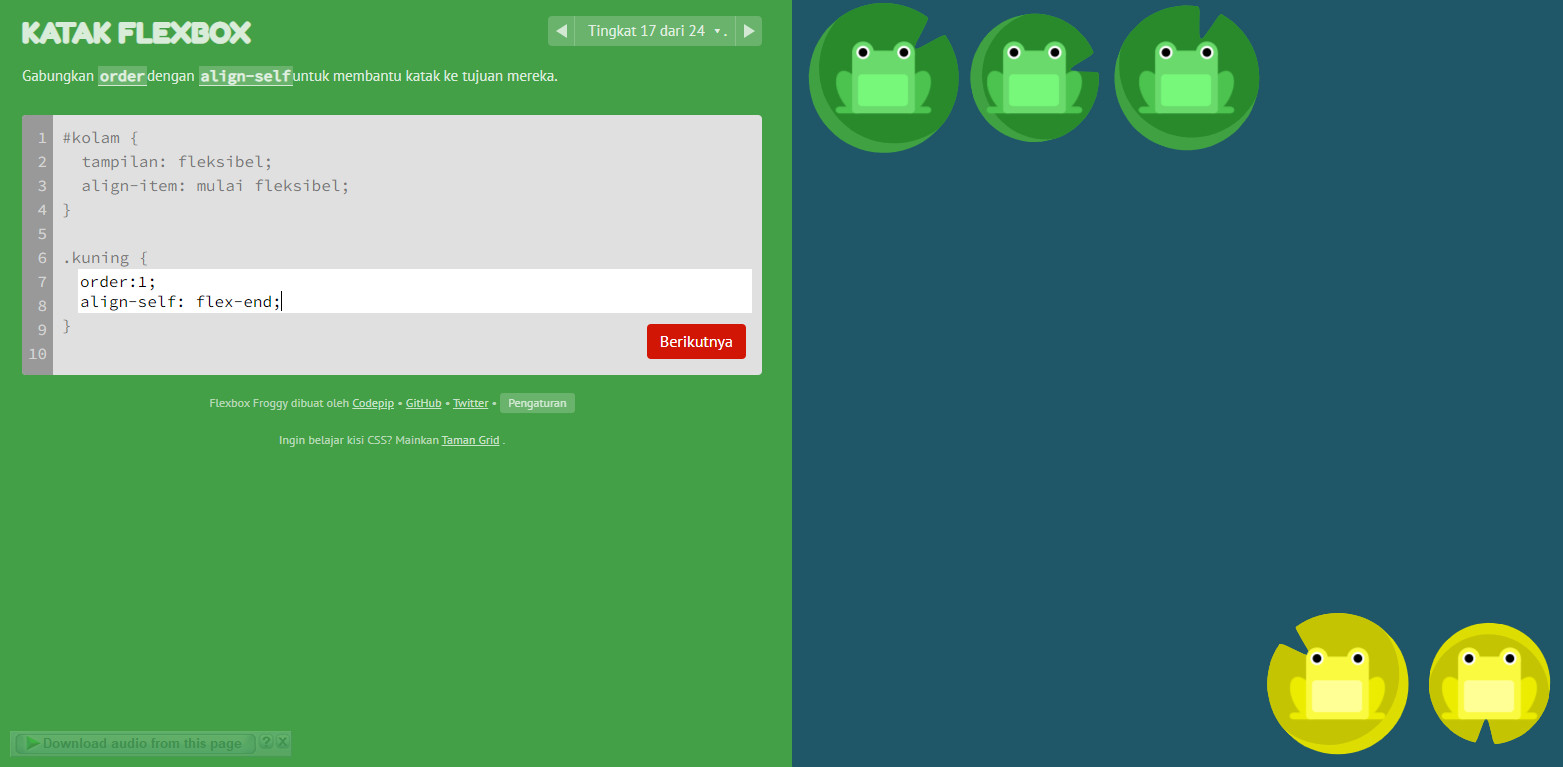 KATAK FLEXBOX
Tingkat 17 dari 24 ▼ .
Gabungkan order dengan align-self untuk membantu katak ke tujuan mereka.
1 #kolam {
2 tampilan: fleksibel;
3 align-item: mulai fleksibel;
4 }
5
6 .kuning {
7 order:1;
8 align-self: flex-end;
9 }
10
Berikutnya
Flexbox Froggy dibuat oleh Codepip • GitHub • Twitter • Pengaturan
Ingin belajar kisi CSS? Mainkan Taman Grid .
Download audio from this page ? X